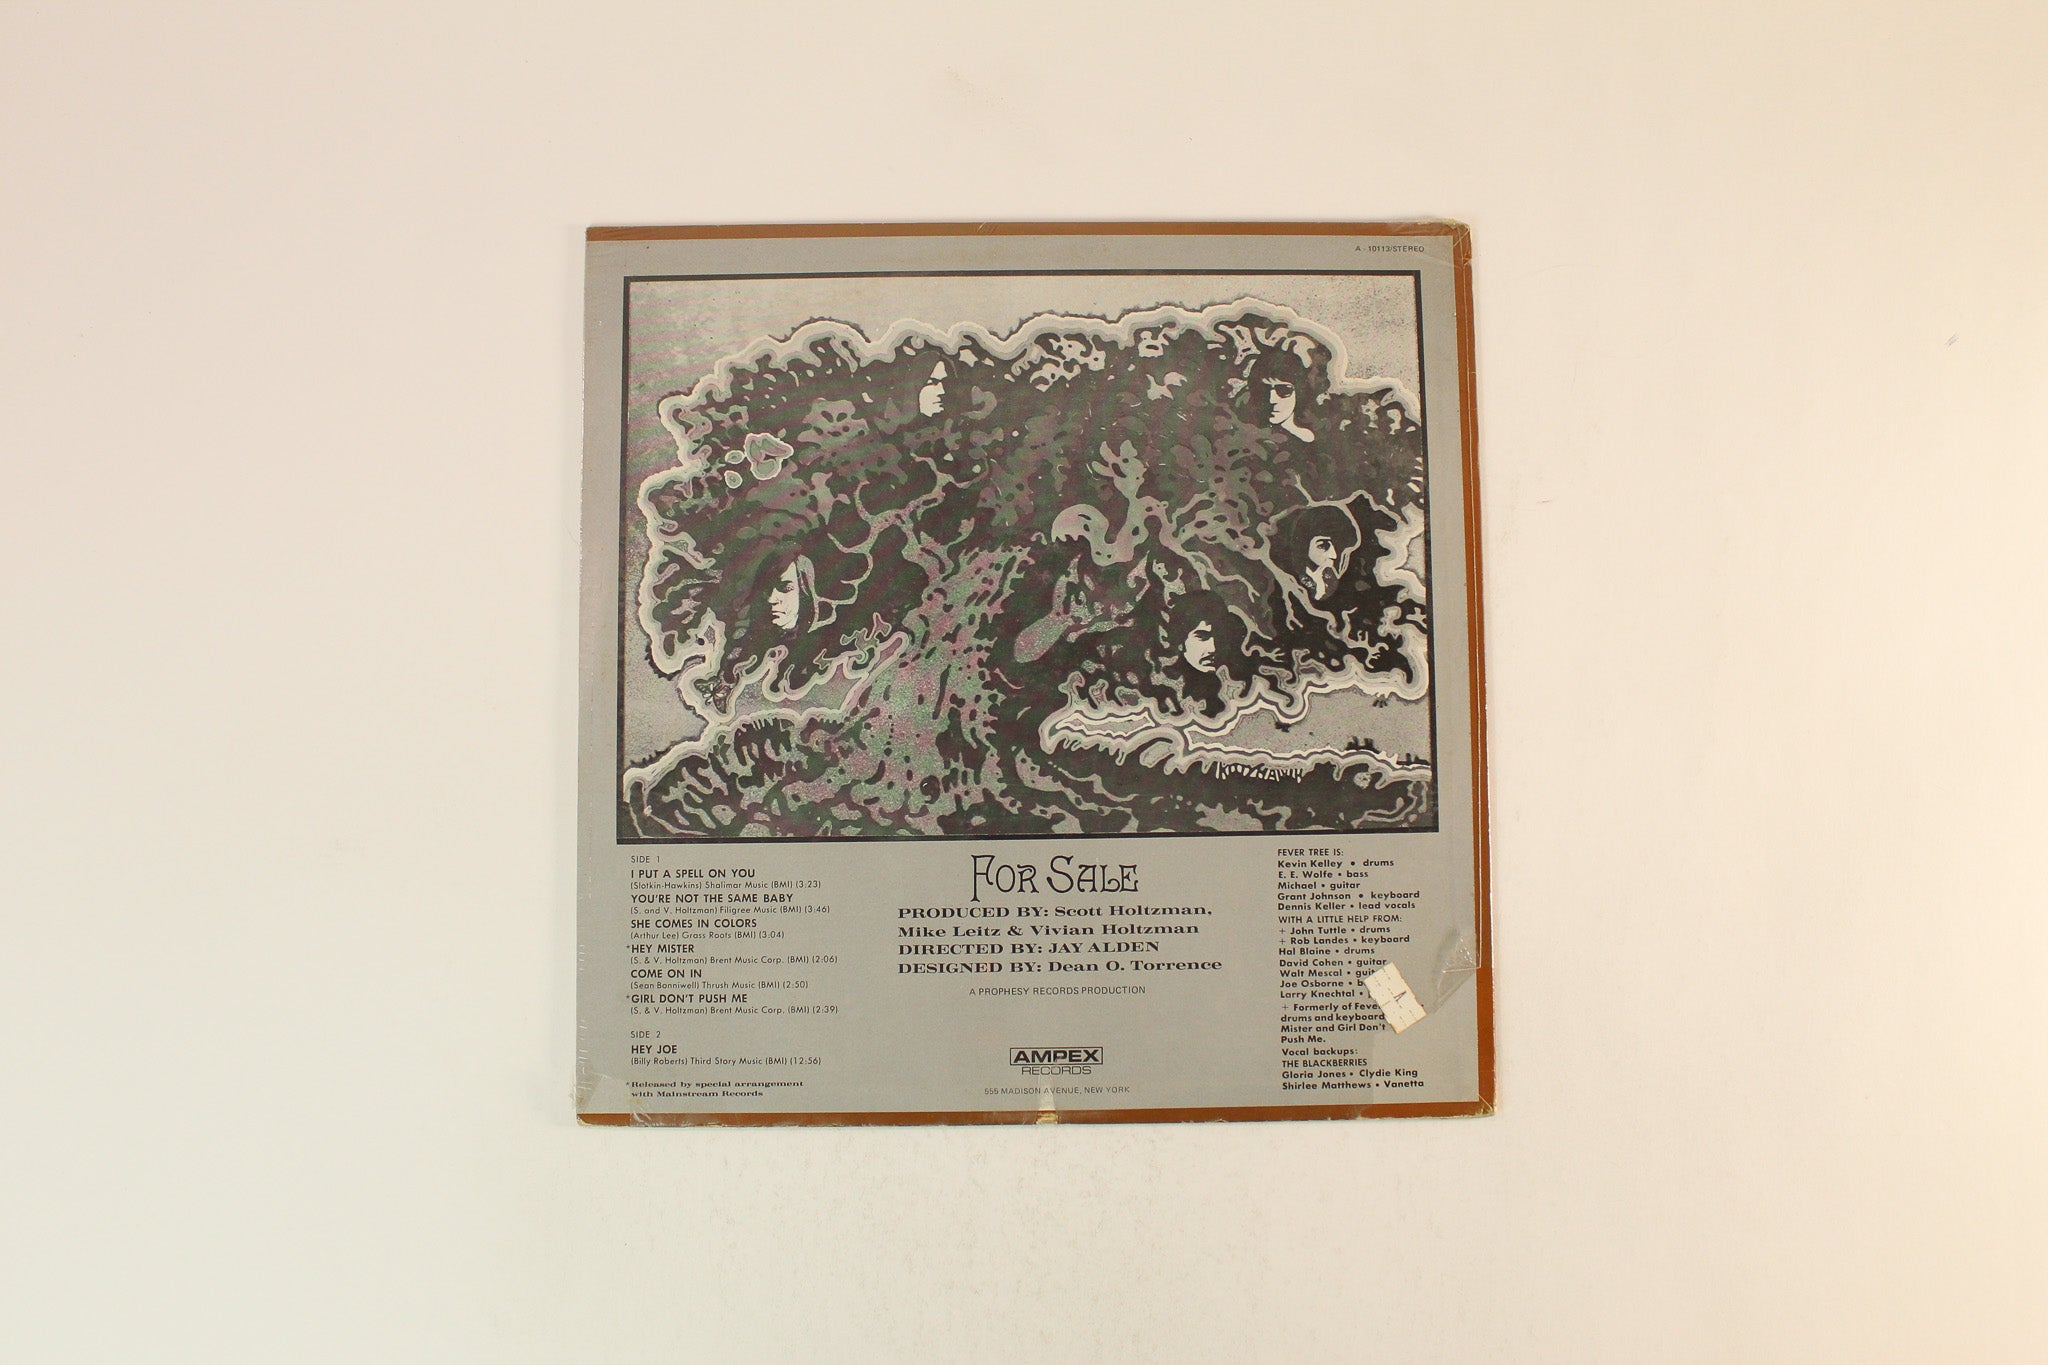 A-10113/STEREO
KOZYHAWK
SIDE 1
I PUT A SPELL ON YOU
(Slotkin-Hawkins) Shalimar Music (BMI) (3:23)
YOU'RE NOT THE SAME BABY
(S. and V. Holtzman) Filigree Music (BMI) (3:46)
SHE COMES IN COLORS
(Arthur Lee) Grass Roots (BMI) (3:04)
*HEY MISTER
(S. & V. Holtzman) Brent Music Corp. (BMI) (2:06)
COME ON IN
(Sean Bonniwell) Thrush Music (BMI) (2:50)
*GIRL DON'T PUSH ME
(S. & V. Holtzman) Brent Music Corp. (BMI) (2:39)
SIDE 2
HEY JOE
(Billy Roberts) Third Story Music (BMI) (12:56)
*Released by special arrangement
with Mainstream Records
FOR SALE
PRODUCED BY: Scott Holtzman,
Mike Leitz & Vivian Holtzman
DIRECTED BY: JAY ALDEN
DESIGNED BY: Dean O. Torrence
A PROPHESY RECORDS PRODUCTION
AMPEX
RECORDS
555 MADISON AVENUE, NEW YORK
FEVER TREE IS:
Kevin Kelley • drums
E. E. Wolfe • bass
Michael • guitar
Grant Johnson • keyboard
Dennis Keller • lead vocals
WITH A LITTLE HELP FROM:
+ John Tuttle • drums
+ Rob Landes • keyboard
Hal Blaine • drums
David Cohen • guitar
Walt Mescal •
Joe Osborne •
Larry Knechtal •
+ Formerly of
drums and keyboard
Mister and Girl Don't
Push Me.
Vocal backups:
THE BLACKBERRIES
Gloria Jones • Clydie King
Shirlee Matthews • Vanetta
A